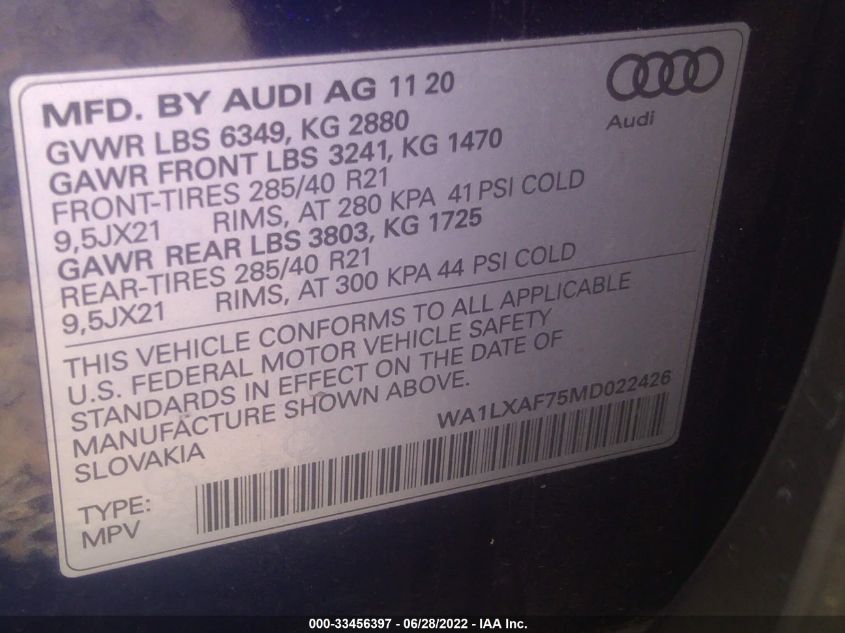 MFD. BY AUDI AG 11 20
GVWR LBS 6349, KG 2880
GAWR FRONT LBS 3241, KG 1470
FRONT-TIRES 285/40 R21
9,5JX21 RIMS, AT 280 KPA 41 PSI COLD
GAWR REAR LBS 3803, KG 1725
REAR-TIRES 285/40 R21
9,5JX21 RIMS, AT 300 KPA 44 PSI COLD
Audi
THIS VEHICLE CONFORMS TO ALL APPLICABLE
U.S. FEDERAL MOTOR VEHICLE SAFETY
STANDARDS IN EFFECT ON THE DATE OF
MANUFACTURE SHOWN ABOVE.
SLOVAKIA
WA1LXAF75MD022426
TYPE:
MPV
000-33456397 - 06/28/2022 - IAA Inc.